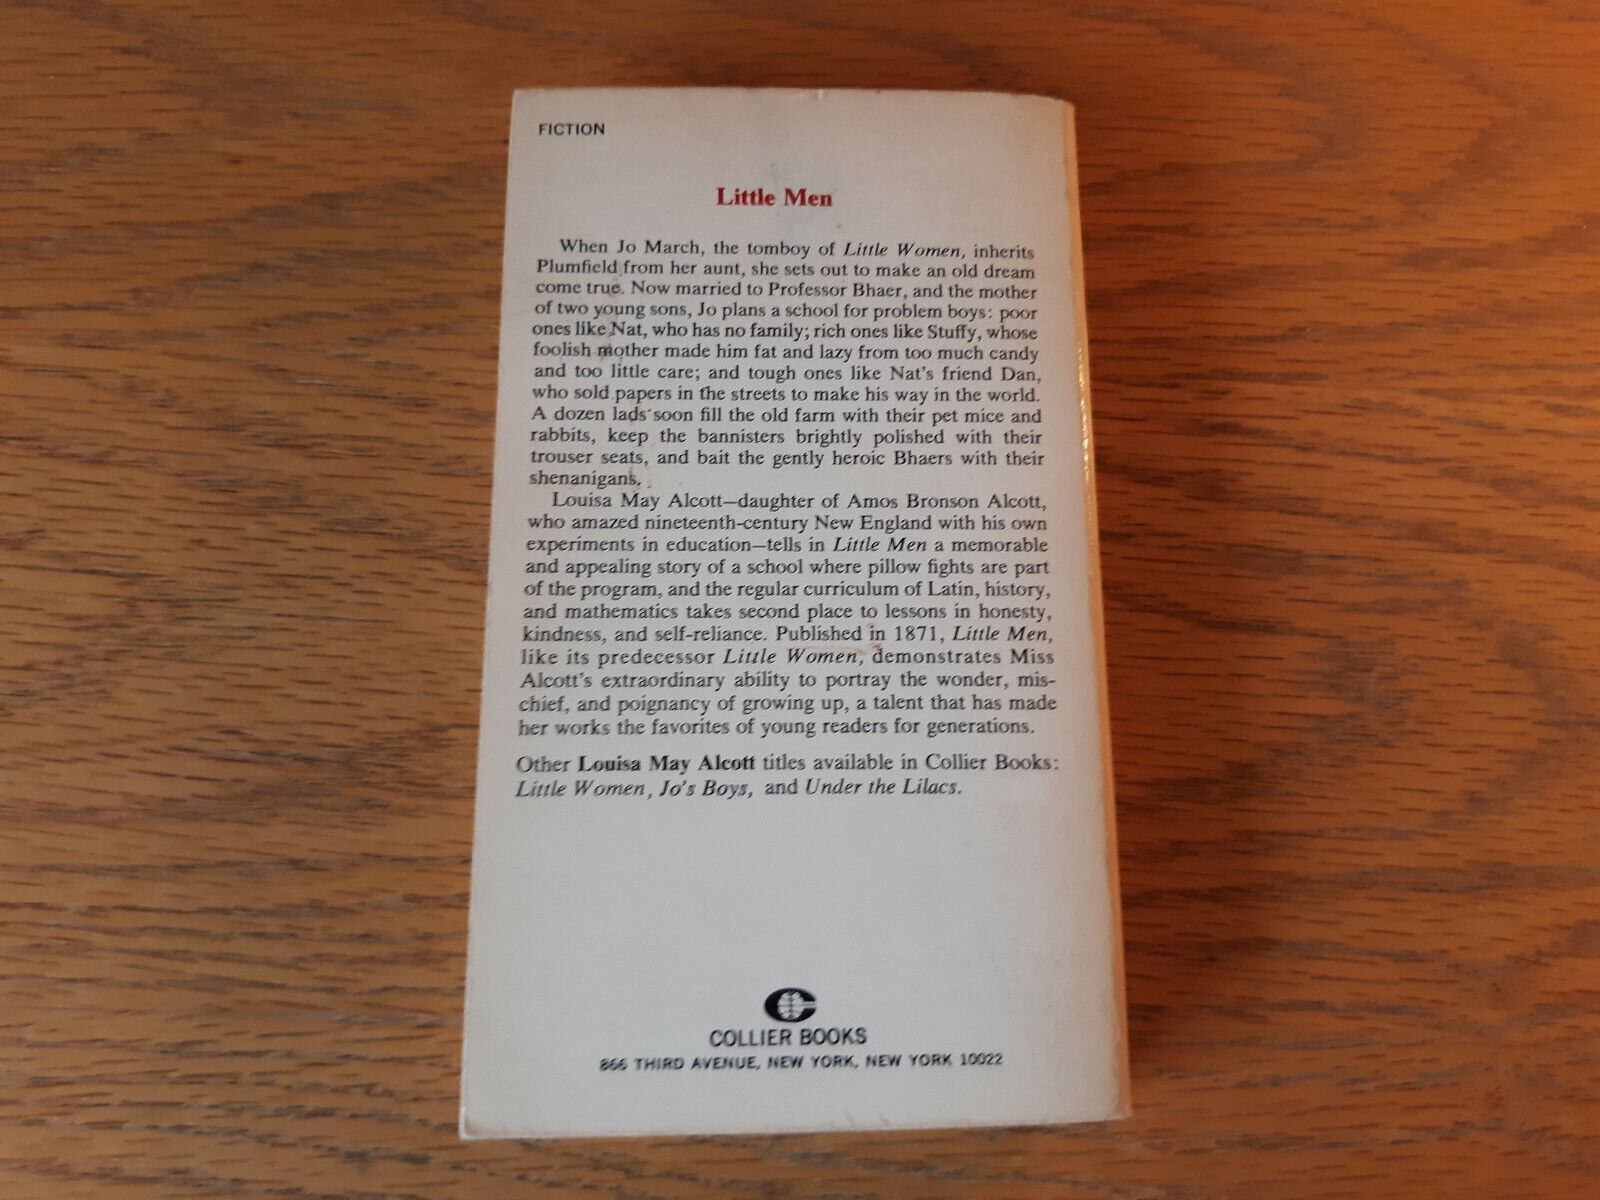 FICTION
Little Men
When Jo March, the tomboy of Little Women, inherits
Plumfield from her aunt, she sets out to make an old dream
come true. Now married to Professor Bhaer, and the mother
of two young sons, Jo plans a school for problem boys: poor
ones like Nat, who has no family; rich ones like Stuffy, whose
foolish mother made him fat and lazy from too much candy
and too little care; and tough ones like Nat's friend Dan,
who sold papers in the streets to make his way in the world.
A dozen lads soon fill the old farm with their pet mice and
rabbits, keep the bannisters brightly polished with their
trouser seats, and bait the gently heroic Bhaers with their
shenanigans.
Louisa May Alcott—daughter of Amos Bronson Alcott,
who amazed nineteenth-century New England with his own
experiments in education—tells in Little Men a memorable
and appealing story of a school where pillow fights are part
of the program, and the regular curriculum of Latin, history,
and mathematics takes second place to lessons in honesty,
kindness, and self-reliance. Published in 1871, Little Men,
like its predecessor Little Women, demonstrates Miss
Alcott's extraordinary ability to portray the wonder, mis-
chief, and poignancy of growing up, a talent that has made
her works the favorites of young readers for generations.
Other Louisa May Alcott titles available in Collier Books:
Little Women, Jo's Boys, and Under the Lilacs.
COLLIER BOOKS
866 THIRD AVENUE, NEW YORK, NEW YORK 10022